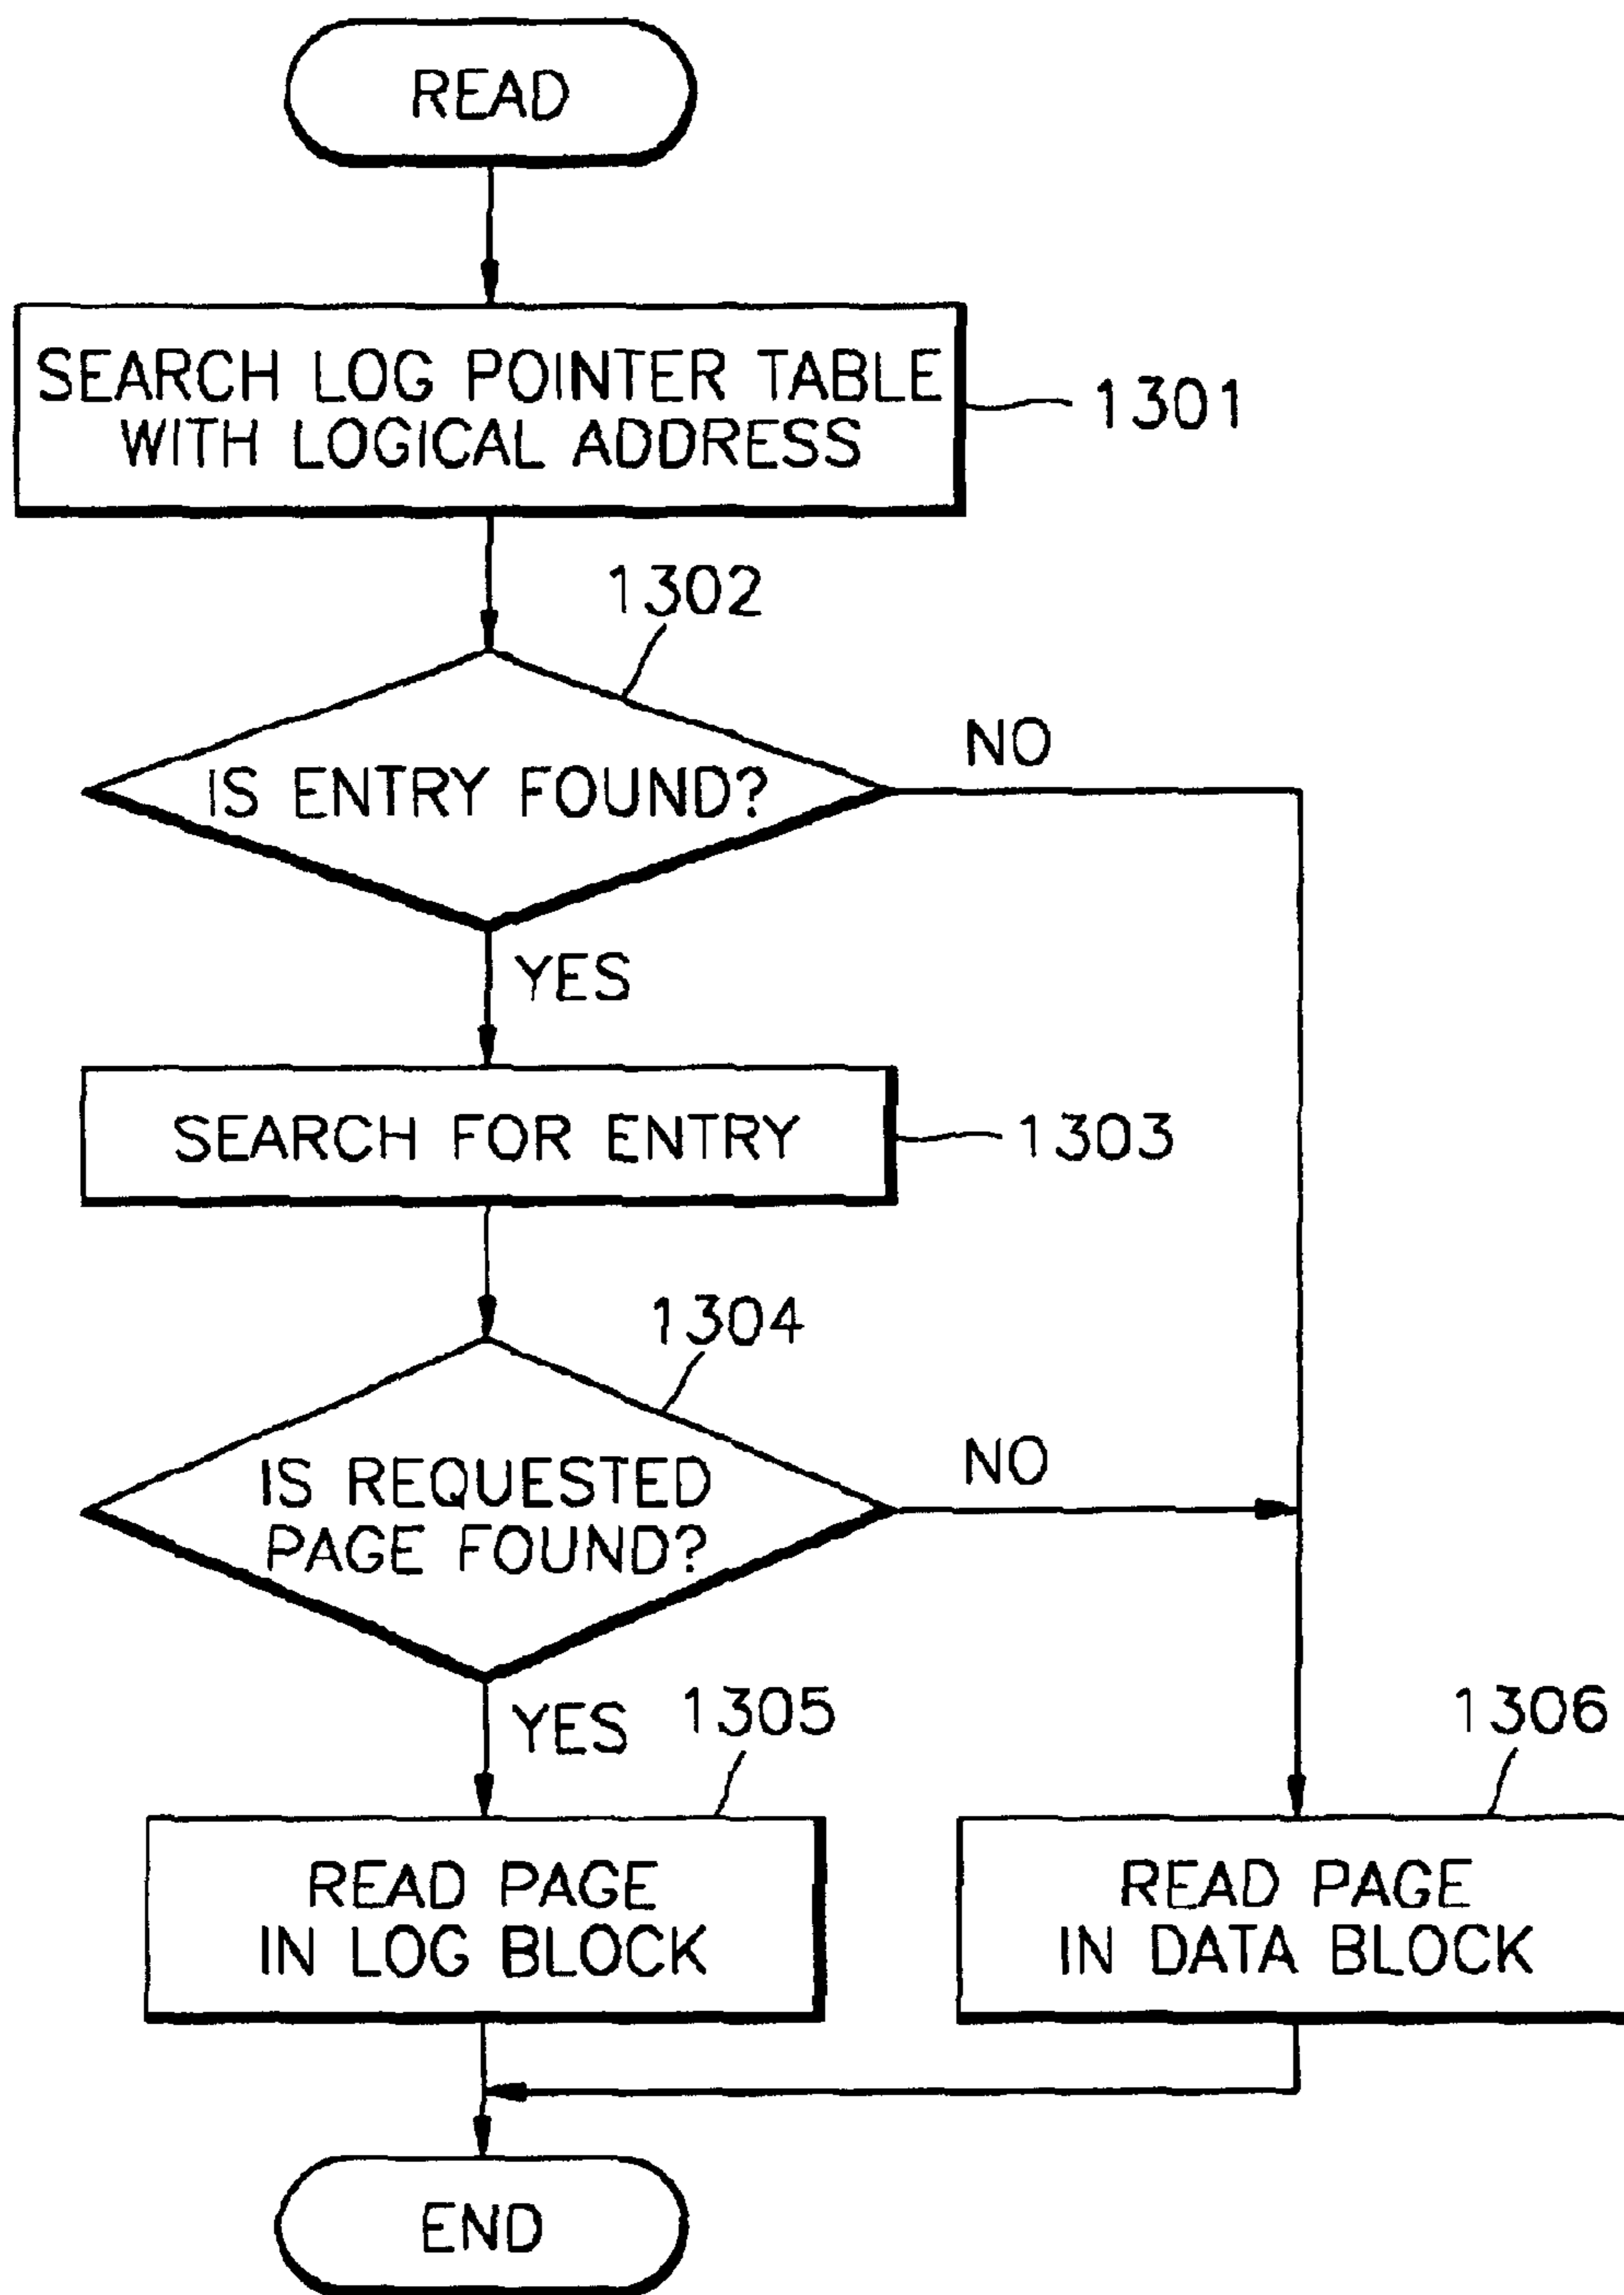 READ
SEARCH LOG POINTER TABLE
WITH LOGICAL ADDRESS
1301
1302
IS ENTRY FOUND?
NO
YES
SEARCH FOR ENTRY
1303
1304
IS REQUESTED
PAGE FOUND?
NO
YES
1305
1306
READ PAGE
IN LOG BLOCK
READ PAGE
IN DATA BLOCK
END